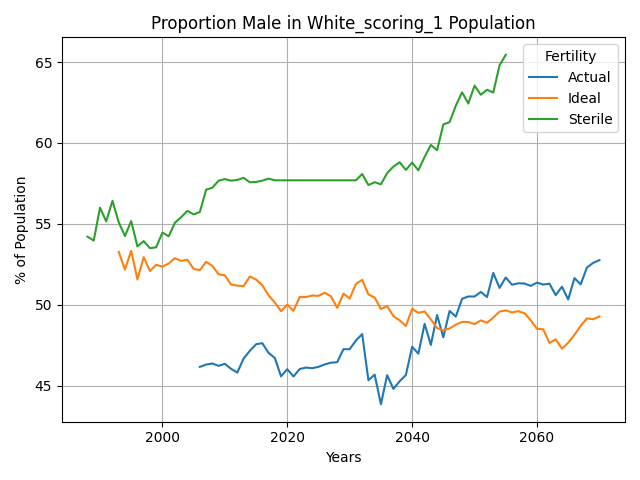 Proportion Male in White_scoring_1 Population
Fertility
Actual
Ideal
Sterile
% of Population
65
60
55
50
45
2000
2020
2040
2060
Years